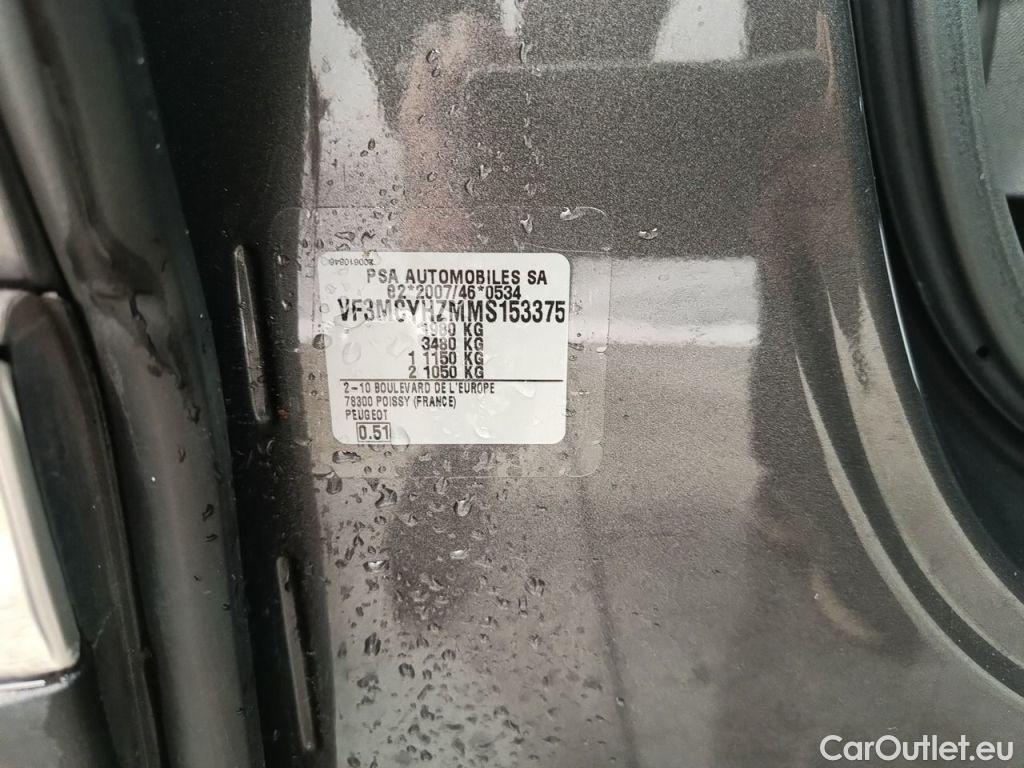 PSA AUTOMOBILES SA
92*2007/46*0534
VF3MCYHZMMS153375
3480 KG
1 1150 KG
2 1050 KG
2-10 BOULEVARD DE L'EUROPE
78300 POISSY (FRANCE)
PEUGEOT
0.51
CarOutlet.eu